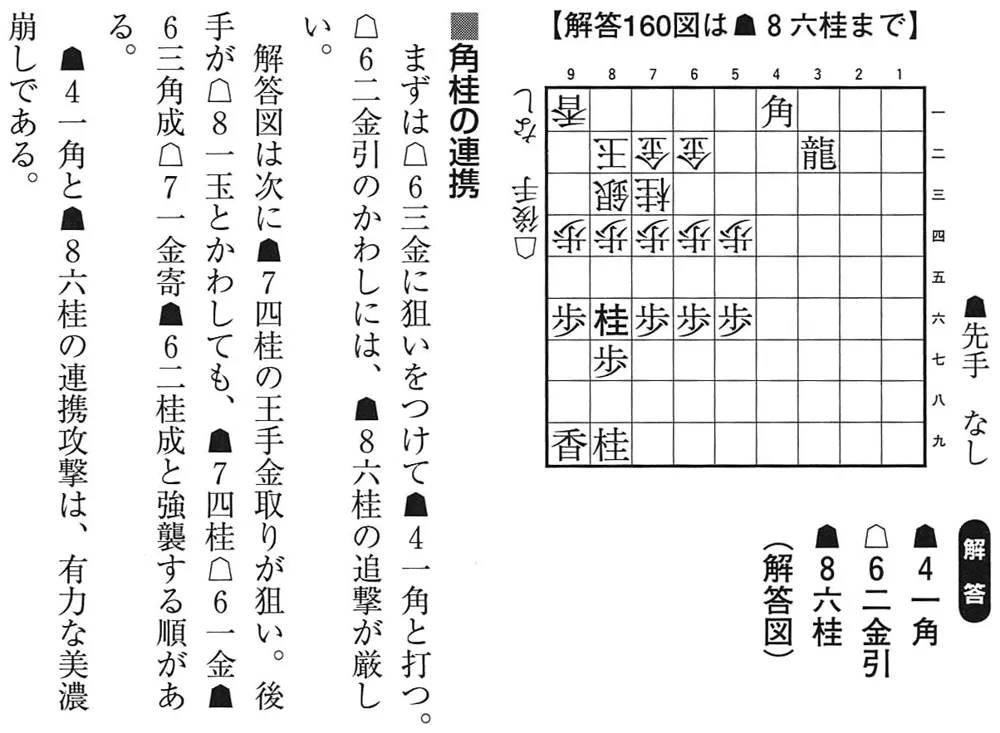 【解答160図は☗8六桂まで】
9 8 7 6 5 4 3 2 1
香 角 一
王 金 金 龍 二
銀 桂 三
歩 歩 歩 歩 歩 四
五
歩 桂 歩 歩 歩 六
歩 七
八
香 桂 九
☖後手 なし
☗先手 なし
解答
☗4一角
☖6二金引
☗8六桂
(解答図)
■角桂の連携
まずは☖6三金に狙いをつけて☗4一角と打つ。
☖6二金引のかわしには、☗8六桂の追撃が厳し
い。
解答図は次に☗7四桂の王手金取りが狙い。後
手が☖8一玉とかわしても、☗7四桂☖6一金☗
6三角成☖7一金寄☗6二桂成と強襲する順があ
る。
☗4一角と☗8六桂の連携攻撃は、有力な美濃
崩しである。